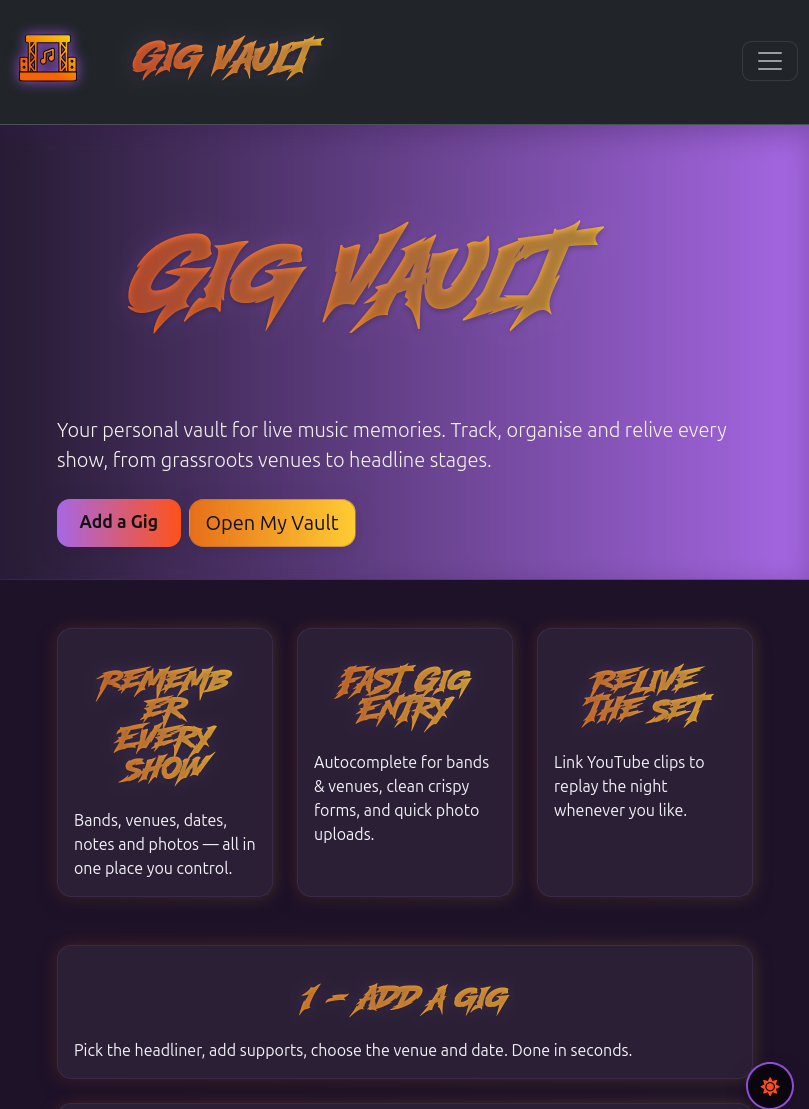 Gig Vault
Gig Vault
Your personal vault for live music memories. Track, organise and relive every
show, from grassroots venues to headline stages.
Add a Gig
Open My Vault
Rememb
er
Every
show
Bands, venues, dates,
notes and photos — all in
one place you control.
Fast Gig
Entry
Autocomplete for bands
& venues, clean crispy
forms, and quick photo
uploads.
Relive
the set
Link YouTube clips to
replay the night
whenever you like.
1 - Add a gig
Pick the headliner, add supports, choose the venue and date. Done in seconds.